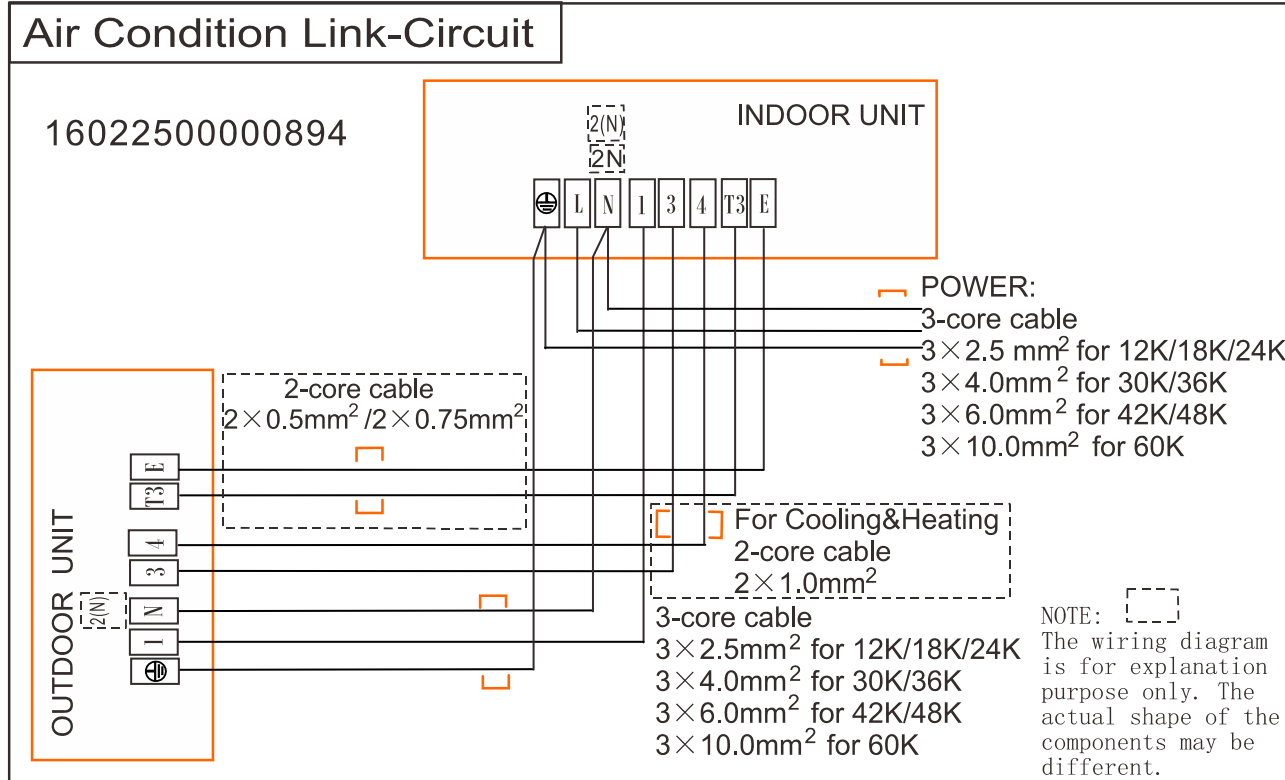 Air Condition Link-Circuit
16022500000894
INDOOR UNIT
2(N)
2N
L N 1 3 4 T3 E
POWER:
3-core cable
3×2.5 mm² for 12K/18K/24K
3×4.0mm² for 30K/36K
3×6.0mm² for 42K/48K
3×10.0mm² for 60K
2-core cable
2×0.5mm²/2×0.75mm²
OUTDOOR UNIT
E
T3
4
3
2(N)
N
1
For Cooling&Heating
2-core cable
2×1.0mm²
3-core cable
3×2.5mm² for 12K/18K/24K
3×4.0mm² for 30K/36K
3×6.0mm² for 42K/48K
3×10.0mm² for 60K
NOTE:
The wiring diagram
is for explanation
purpose only. The
actual shape of the
components may be
different.